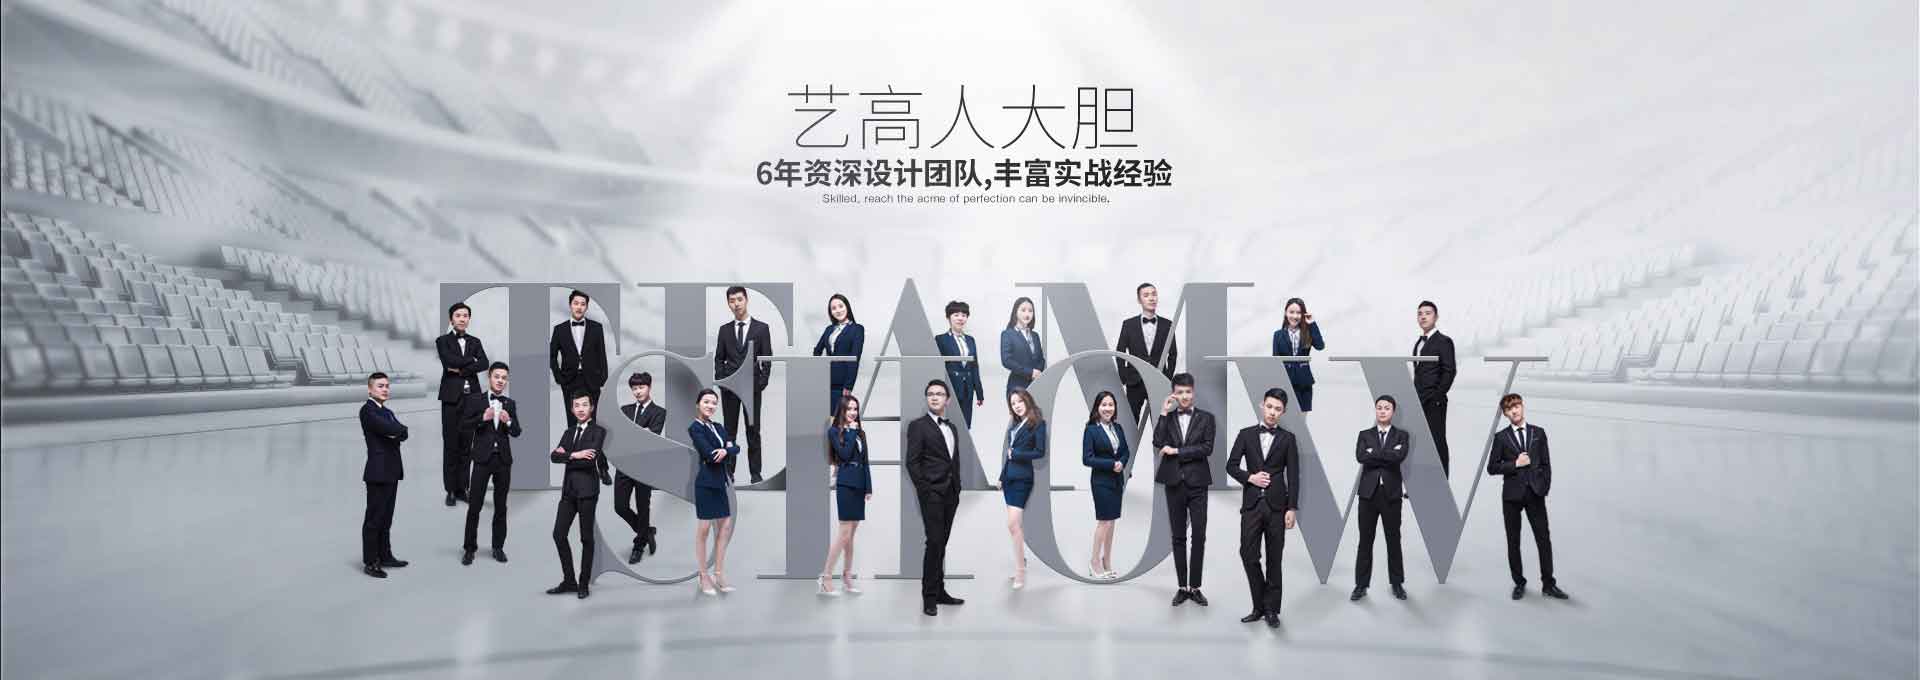 艺高人大胆
6年资深设计团队,丰富实战经验
Skilled, reach the acme of perfection can be invincible.
TEAM
SHOW